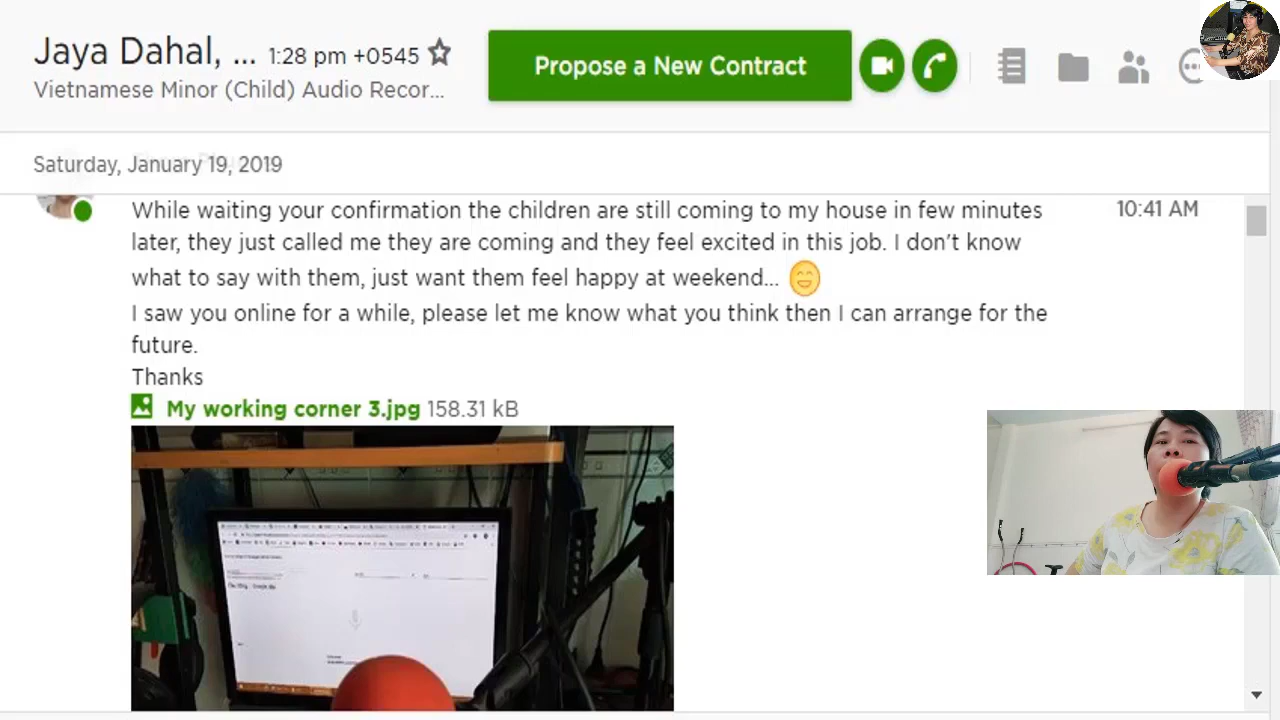 Jaya Dahal, ... 1:28 pm +0545
Propose a New Contract
Vietnamese Minor (Child) Audio Recor...
Saturday, January 19, 2019
While waiting your confirmation the children are still coming to my house in few minutes
10:41 AM
later, they just called me they are coming and they feel excited in this job. I don't know
what to say with them, just want them feel happy at weekend...
I saw you online for a while, please let me know what you think then I can arrange for the
future.
Thanks
My working corner 3.jpg 158.31 kB